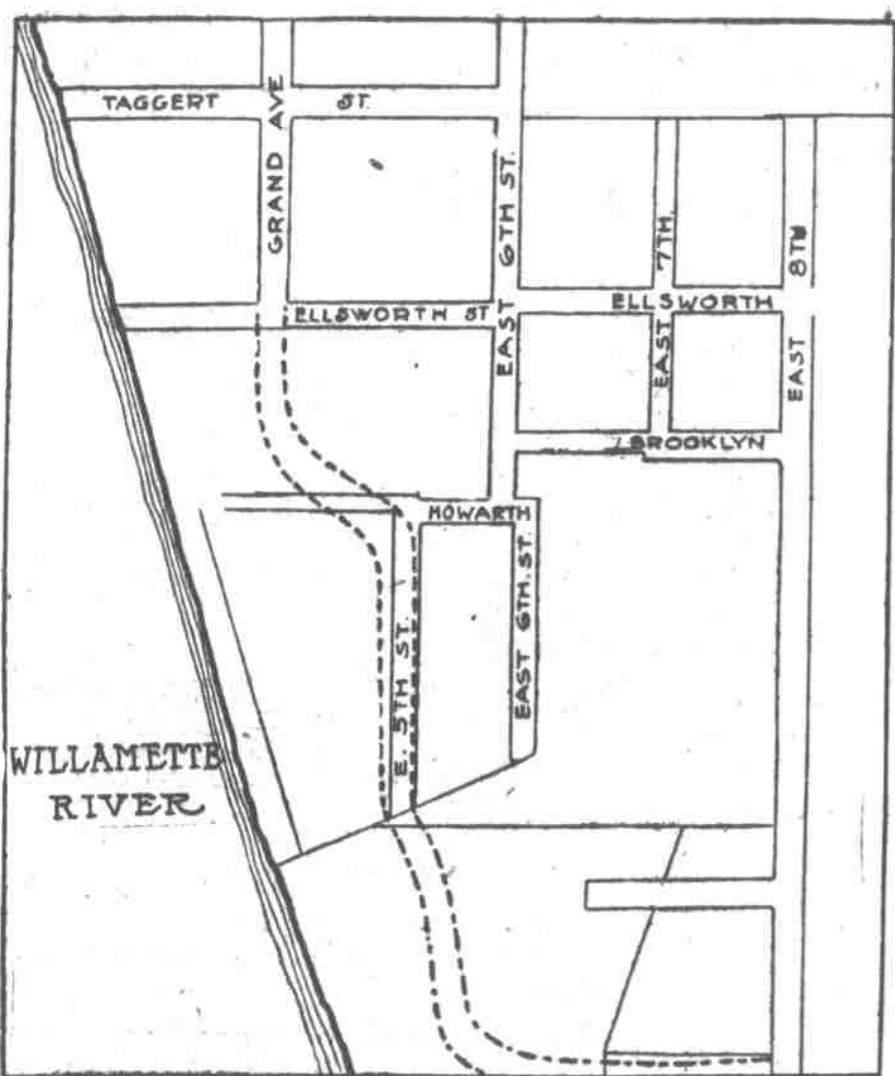 TAGGERT ST.
GRAND AVE
EAST 6TH ST.
EAST 7TH.
EAST 8TH
ELLSWORTH ST
ELLSWORTH
BROOKLYN
HOWARTH
E. 5TH ST.
EAST 6TH. ST.
WILLAMETTE
RIVER